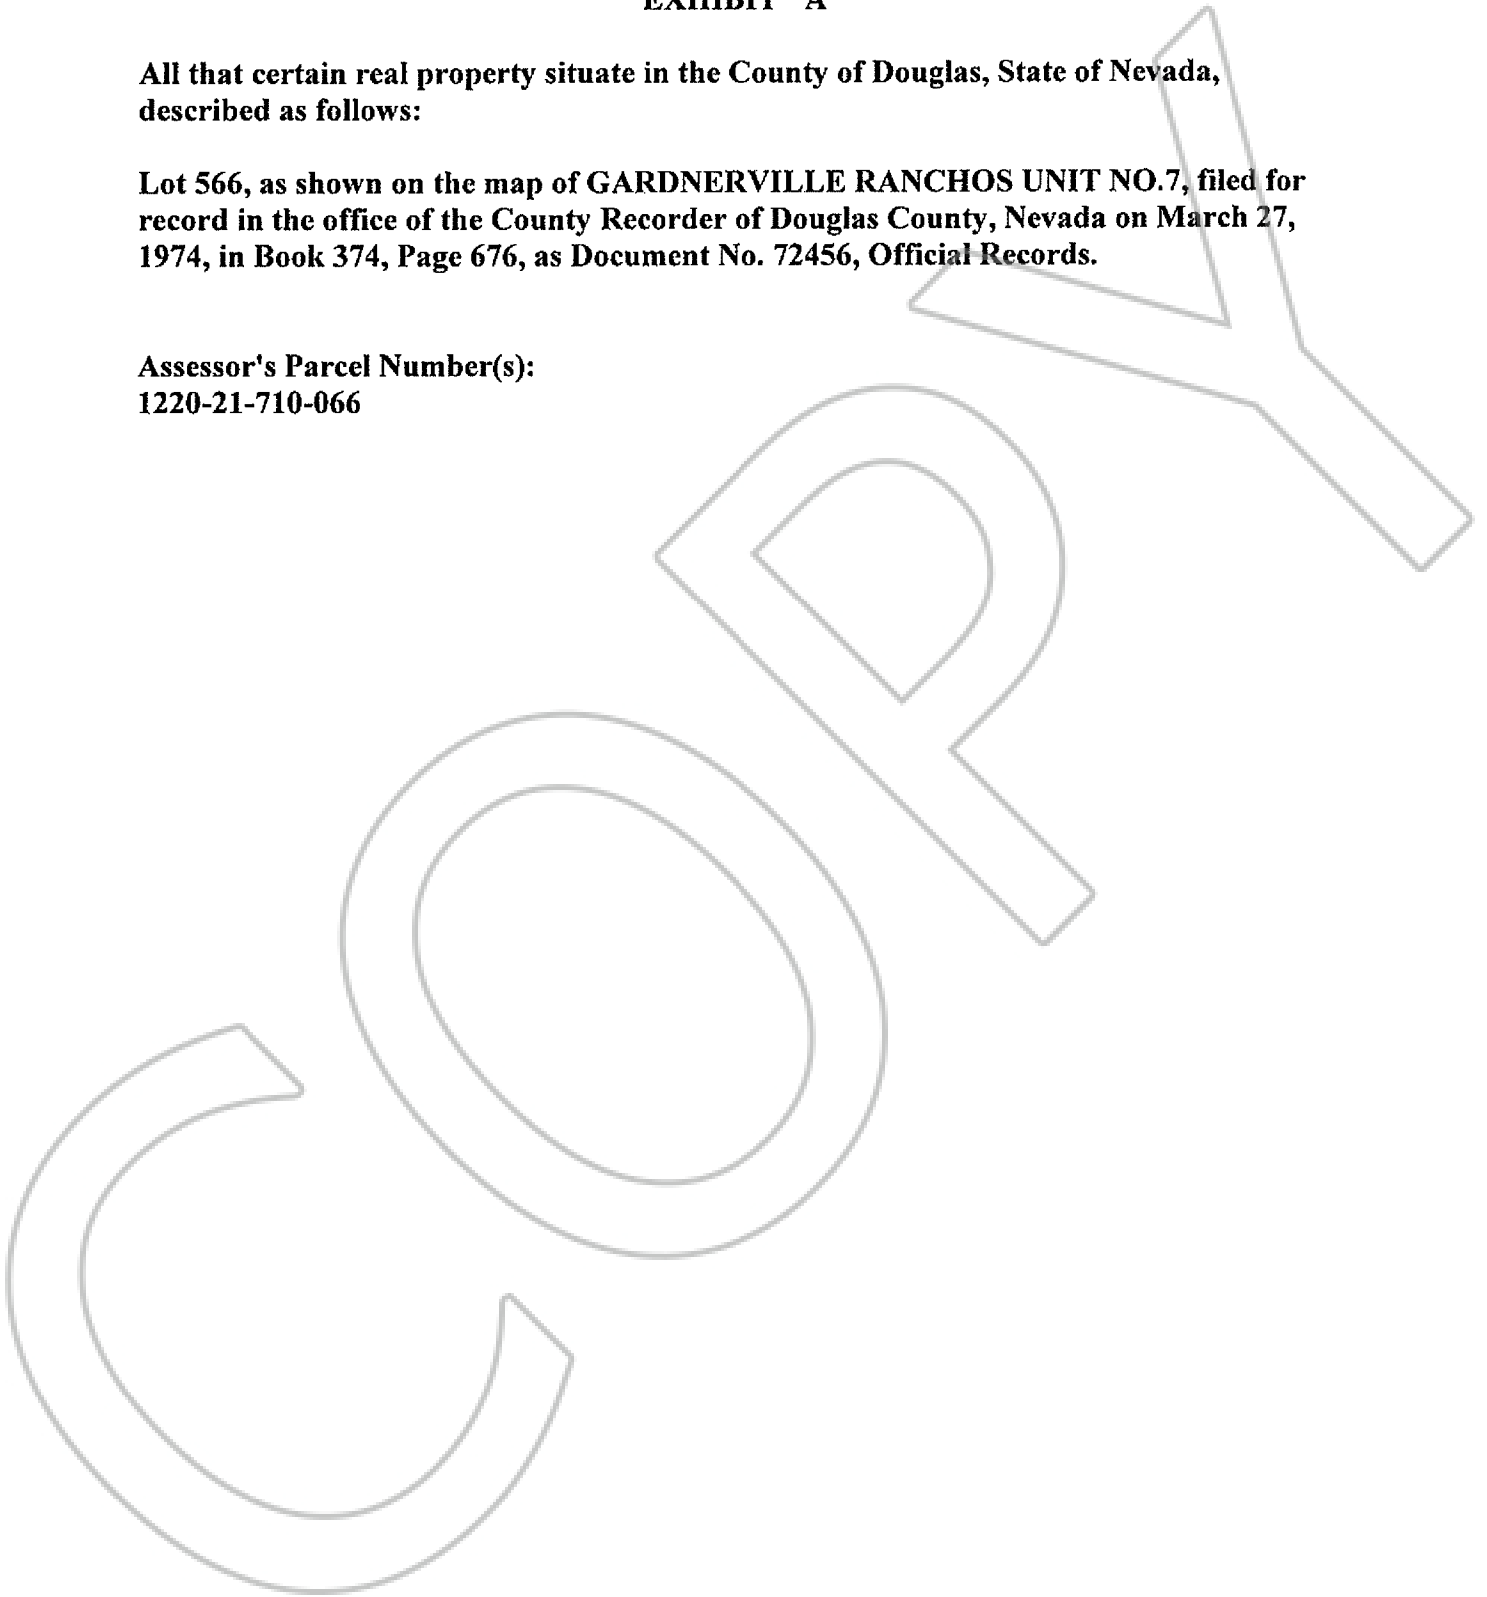 EXHIBIT "A"
All that certain real property situate in the County of Douglas, State of Nevada,
described as follows:
Lot 566, as shown on the map of GARDNERVILLE RANCHOS UNIT NO.7, filed for
record in the office of the County Recorder of Douglas County, Nevada on March 27,
1974, in Book 374, Page 676, as Document No. 72456, Official Records.
Assessor's Parcel Number(s):
1220-21-710-066
COPY